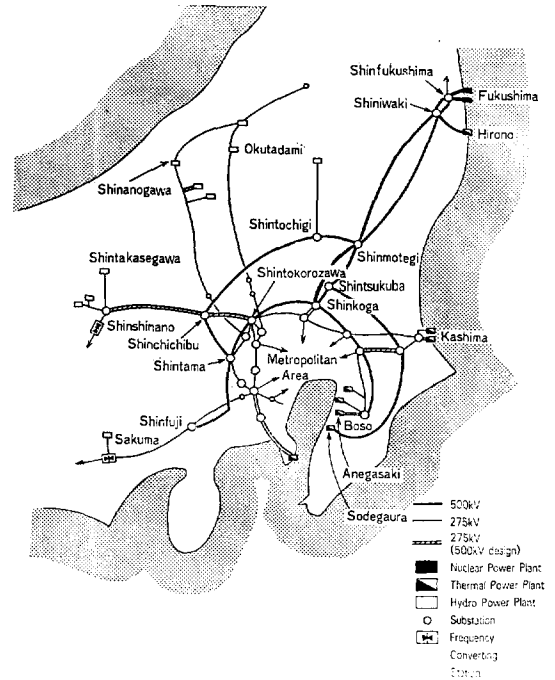 Shinfukushima
Fukushima
Shiniwaki
Hirono
Okutadami
Shinanogawa
Shintochigi
Shinmotegi
Shintakasegawa
Shintokorozawa
Shintsukuba
Shinkoga
Shinshinano
Shinchichibu
Kashima
Shintama
Metropolitan
Area
Shinfuji
Boso
Sakuma
Anegasaki
Sodegaura
500kV
275kV
275kV
(500kV design)
Nuclear Power Plant
Thermal Power Plant
Hydro Power Plant
Substation
Frequency
Converting
Station